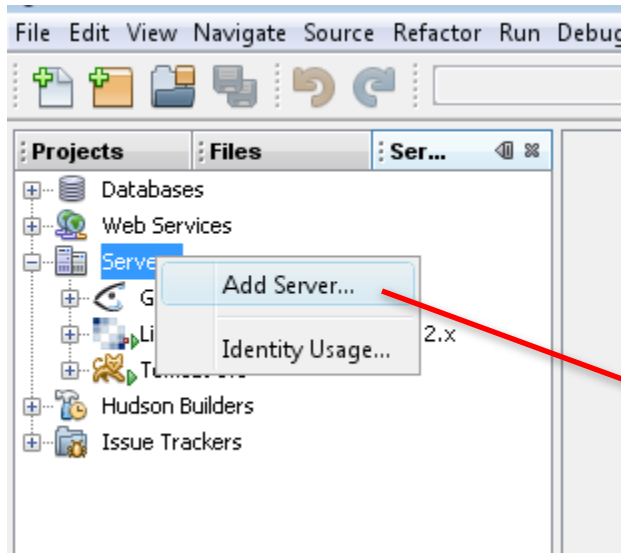 File Edit View Navigate Source Refactor Run Debug
Projects Files Ser...
Databases
Web Services
Serve
Add Server...
G
Li 2.x
Identity Usage...
Hudson Builders
Issue Trackers